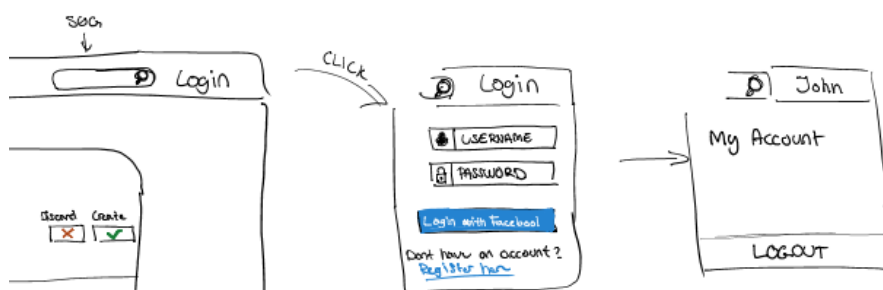 Login
Discard Create
CLICK
Login
USERNAME
PASSWORD
Login with Facebook
Dont have an account?
Register here
John
My Account
LOGOUT